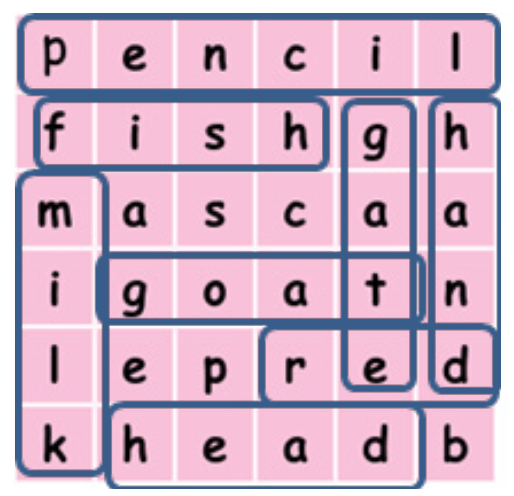 p e n c i l
f i s h g h
m a s c a a
i g o a t n
l e p r e d
k h e a d b